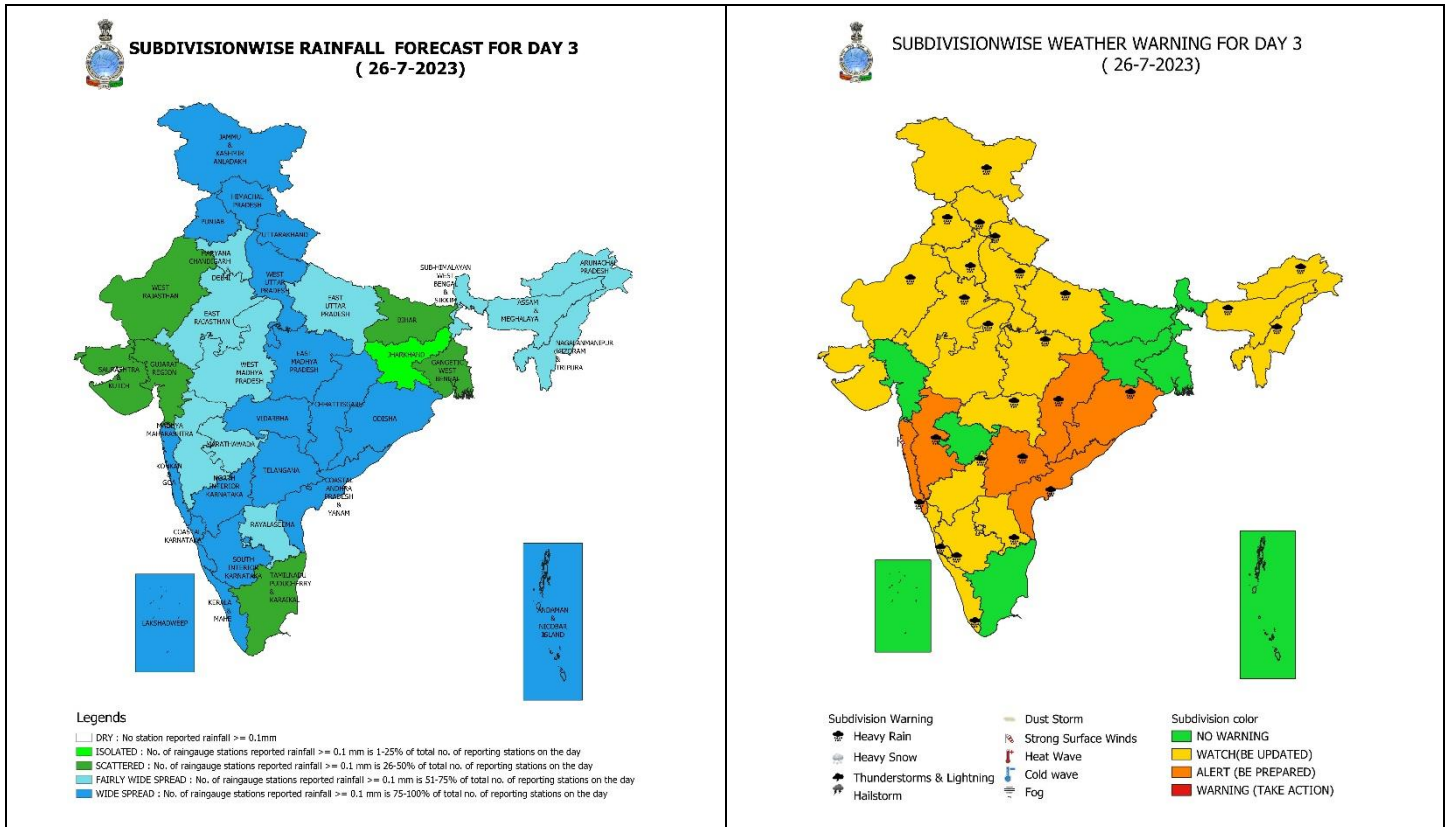 SUBDIVISIONWISE RAINFALL FORECAST FOR DAY 3
( 26-7-2023)
JAMMU
&
KASHMIR
ANLADAKH
HIMACHAL
PRADESH
PUNJAB
UTTARAKHAND
HARYANA
CHANDIGARH
DELHI
WEST
UTTAR
PRADESH
WEST
RAJASTHAN
EAST
RAJASTHAN
EAST
UTTAR
PRADESH
SUB-HIMALAYAN
WEST
BENGAL
&
SIKKIM
ARUNACHAL
PRADESH
ASSAM
&
MEGHALAYA
NAGALANMANIPUR
MIZORAM
&
TRIPURA
BIHAR
JHARKHAND
GANGETIC
WEST
BENGAL
SAURASHTRA
&
KUTCH
GUJARAT
REGION
WEST
MADHYA
PRADESH
EAST
MADHYA
PRADESH
CHHATTISGARH
ODISHA
VIDARBHA
MADHYA
MAHARASHTRA
MARATHAWADA
KONKAN
&
GOA
NORTH
INTERIOR
KARNATAKA
TELANGANA
COASTAL
ANDHRA
PRADESH
&
YANAM
RAYALASEEMA
COASTAL
KARNATAKA
SOUTH
INTERIOR
KARNATAKA
TAMILNADU
PUDUCHERRY
&
KARAIKAL
KERALA
&
MAHE
LAKSHADWEEP
ANDAMAN
&
NICOBAR
ISLAND
Legends
DRY : No station reported rainfall >= 0.1mm
ISOLATED : No. of raingauge stations reported rainfall >= 0.1 mm is 1-25% of total no. of reporting stations on the day
SCATTERED : No. of raingauge stations reported rainfall >= 0.1 mm is 26-50% of total no. of reporting stations on the day
FAIRLY WIDE SPREAD : No. of raingauge stations reported rainfall >= 0.1 mm is 51-75% of total no. of reporting stations on the day
WIDE SPREAD : No. of raingauge stations reported rainfall >= 0.1 mm is 75-100% of total no. of reporting stations on the day
SUBDIVISIONWISE WEATHER WARNING FOR DAY 3
( 26-7-2023)
Subdivision Warning
Heavy Rain
Heavy Snow
Thunderstorms & Lightning
Hailstorm
Dust Storm
Strong Surface Winds
Heat Wave
Cold wave
Fog
Subdivision color
NO WARNING
WATCH(BE UPDATED)
ALERT (BE PREPARED)
WARNING (TAKE ACTION)